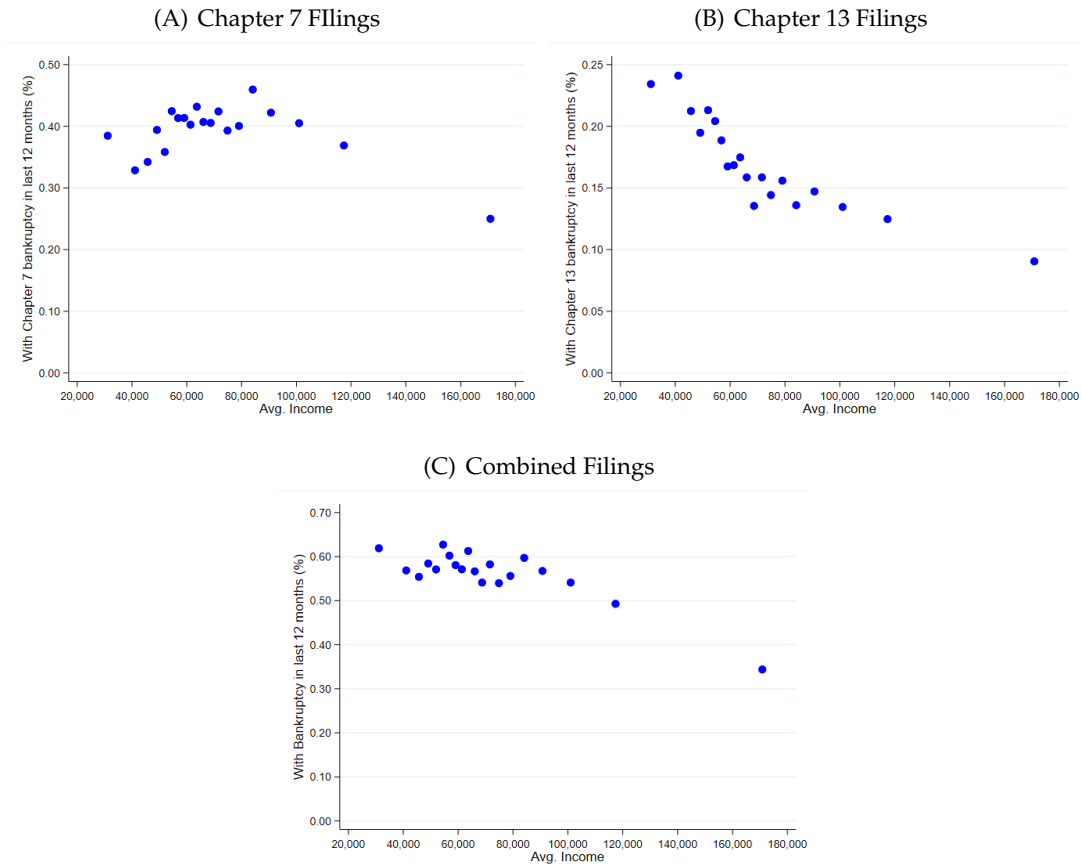 (A) Chapter 7 FIlings
With Chapter 7 bankruptcy in last 12 months (%)
0.50
0.40
0.30
0.20
0.10
0.00
20,000 40,000 60,000 80,000 100,000 120,000 140,000 160,000 180,000
Avg. Income
(B) Chapter 13 Filings
With Chapter 13 bankruptcy in last 12 months (%)
0.25
0.20
0.15
0.10
0.05
0.00
20,000 40,000 60,000 80,000 100,000 120,000 140,000 160,000 180,000
Avg. Income
(C) Combined Filings
With Bankruptcy in last 12 months (%)
0.70
0.60
0.50
0.40
0.30
0.20
0.10
0.00
20,000 40,000 60,000 80,000 100,000 120,000 140,000 160,000 180,000
Avg. Income